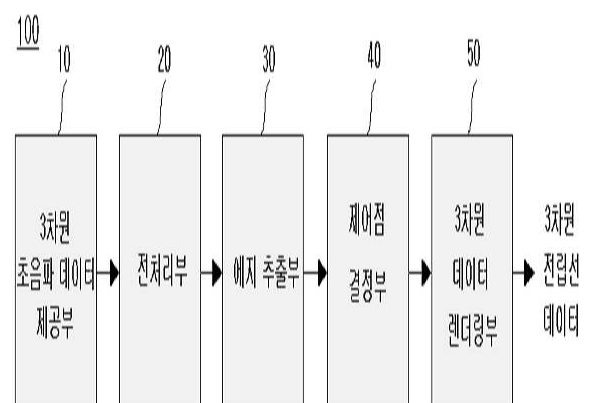 100
10
20
30
40
50
3차원
초음파 데이터
제공부
전처리부
에지 추출부
제어점
결정부
3차원
데이터
렌더링부
3차원
전립선
데이터